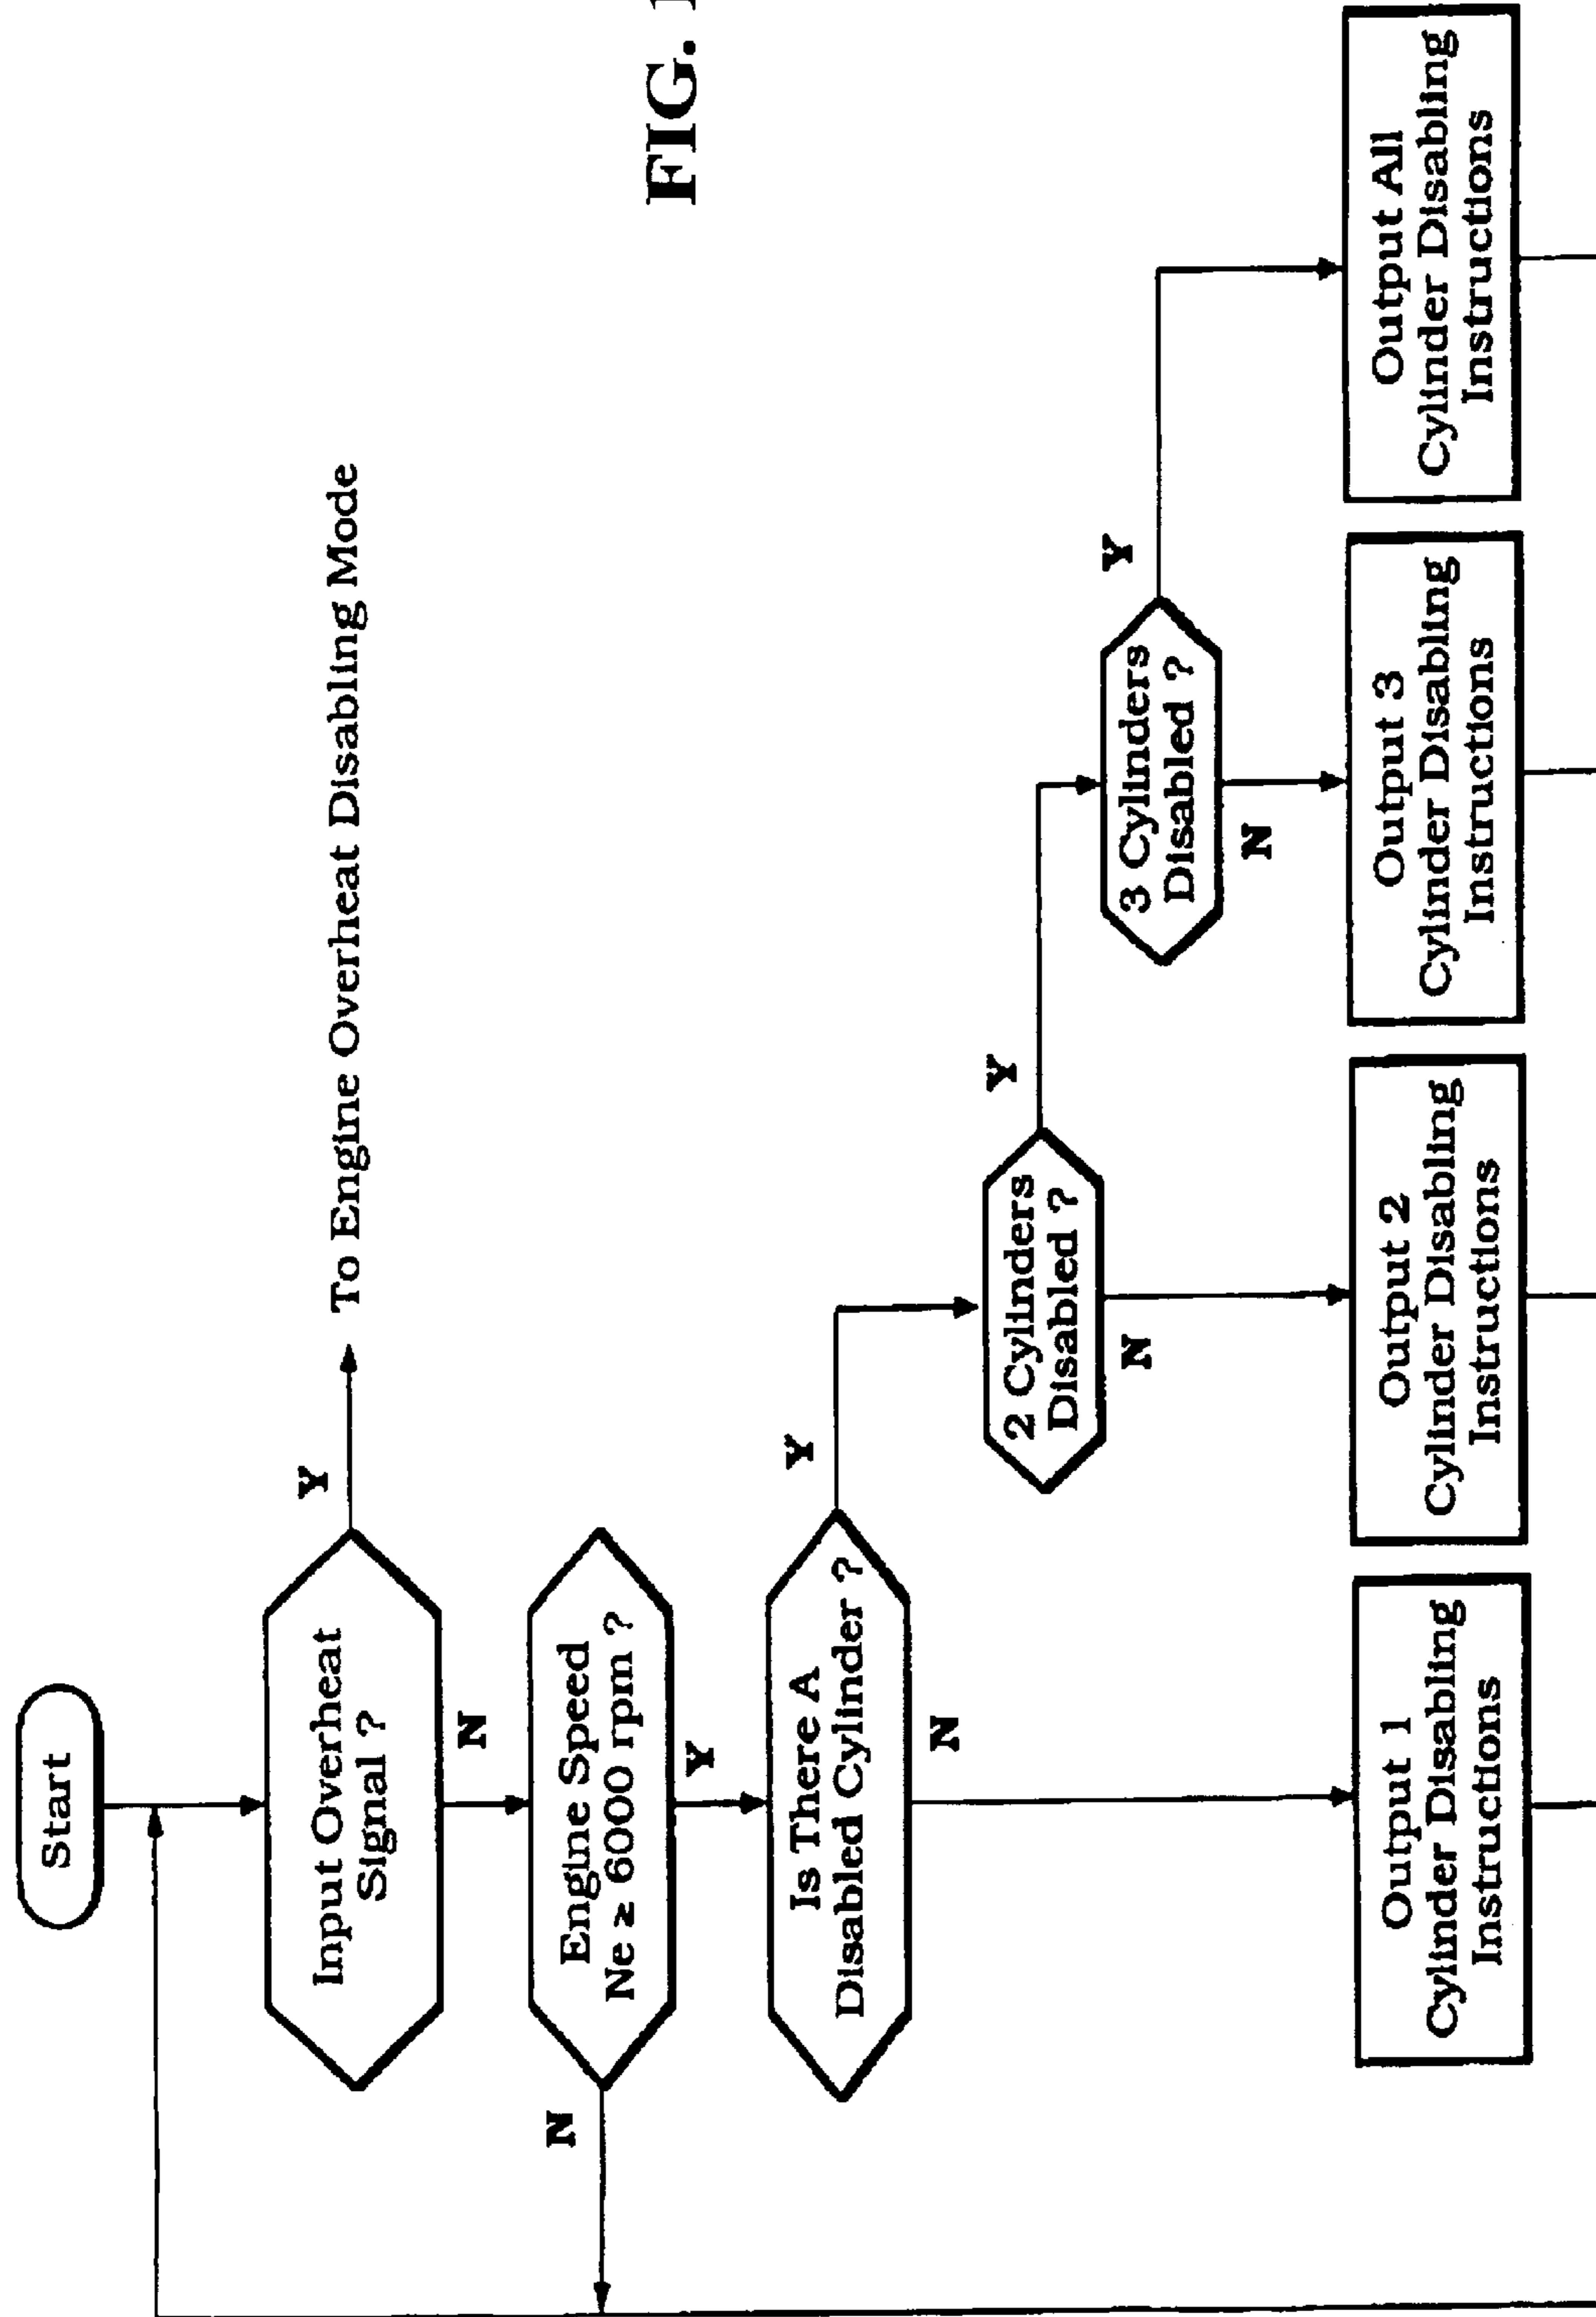 Start
Input Overheat
Signal ?
Y
To Engine Overheat Disabling Mode
N
Engine Speed
Ne ≥ 6000 rpm ?
N
Y
Is There A
Disabled Cylinder ?
Y
N
2 Cylinders
Disabled ?
Y
N
3 Cylinders
Disabled ?
Y
N
Output 1
Cylinder Disabling
Instructions
Output 2
Cylinder Disabling
Instructions
Output 3
Cylinder Disabling
Instructions
Output All
Cylinder Disabling
Instructions
FIG.